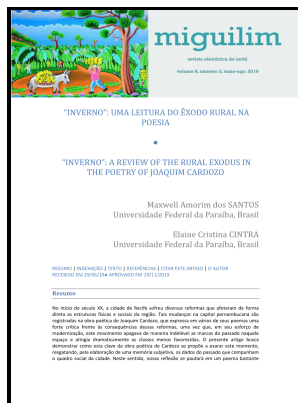 miguilim
revista eletrônica do netlli
volume 8, número 2, maio-ago. 2019
"INVERNO": UMA LEITURA DO ÊXODO RURAL NA
POESIA
•
"INVERNO": A REVIEW OF THE RURAL EXODUS IN
THE POETRY OF JOAQUIM CARDOZO
Maxwell Amorim dos SANTOS
Universidade Federal da Paraíba, Brasil
Elaine Cristina CINTRA
Universidade Federal da Paraíba, Brasil
RESUMO | INDEXAÇÃO | TEXTO | REFERÊNCIAS | CITAR ESTE ARTIGO | O AUTOR
RECEBIDO EM 29/06/19 ● APROVADO EM 19/11/2019
Resumo
No início do século XX, a cidade de Recife sofreu diversas reformas que afetaram de forma
direta as estruturas físicas e sociais da região. Tais mudanças na capital pernambucana são
registradas na obra poética de Joaquim Cardozo, que expressa em vários de seus poemas uma
forte crítica frente às consequências dessas reformas, uma vez que, em seu esforço de
modernização, este movimento apagava de maneira indelével as marcas do passado naquele
espaço e atingia dramaticamente as classes menos favorecidas. O presente artigo busca
demonstrar como esta clave da obra poética de Cardozo se propõe a expor este momento,
resgatando, pela elaboração de uma memória subjetiva, os dados do passado que compunham
o quadro social da cidade. Neste sentido, nossa reflexão se pautará em um poema bastante